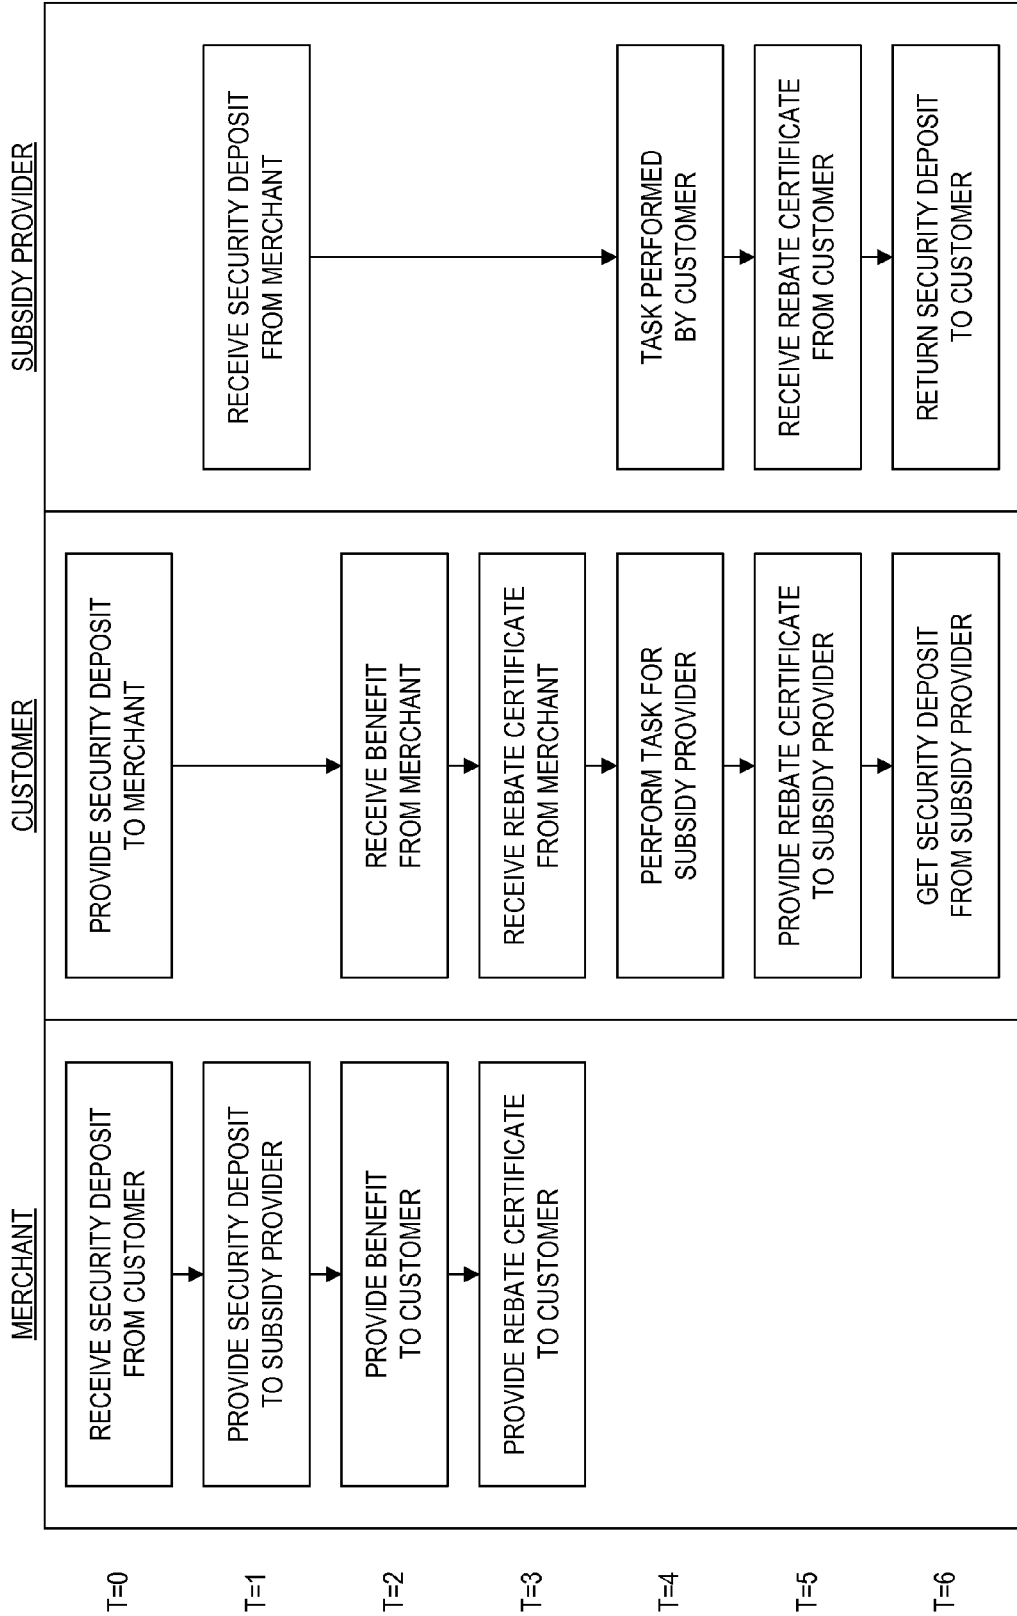 MERCHANT
CUSTOMER
SUBSIDY PROVIDER
T=0
RECEIVE SECURITY DEPOSIT
FROM CUSTOMER
PROVIDE SECURITY DEPOSIT
TO MERCHANT
T=1
PROVIDE SECURITY DEPOSIT
TO SUBSIDY PROVIDER
RECEIVE SECURITY DEPOSIT
FROM MERCHANT
T=2
PROVIDE BENEFIT
TO CUSTOMER
RECEIVE BENEFIT
FROM MERCHANT
T=3
PROVIDE REBATE CERTIFICATE
TO CUSTOMER
RECEIVE REBATE CERTIFICATE
FROM MERCHANT
T=4
PERFORM TASK FOR
SUBSIDY PROVIDER
TASK PERFORMED
BY CUSTOMER
T=5
PROVIDE REBATE CERTIFICATE
TO SUBSIDY PROVIDER
RECEIVE REBATE CERTIFICATE
FROM CUSTOMER
T=6
GET SECURITY DEPOSIT
FROM SUBSIDY PROVIDER
RETURN SECURITY DEPOSIT
TO CUSTOMER